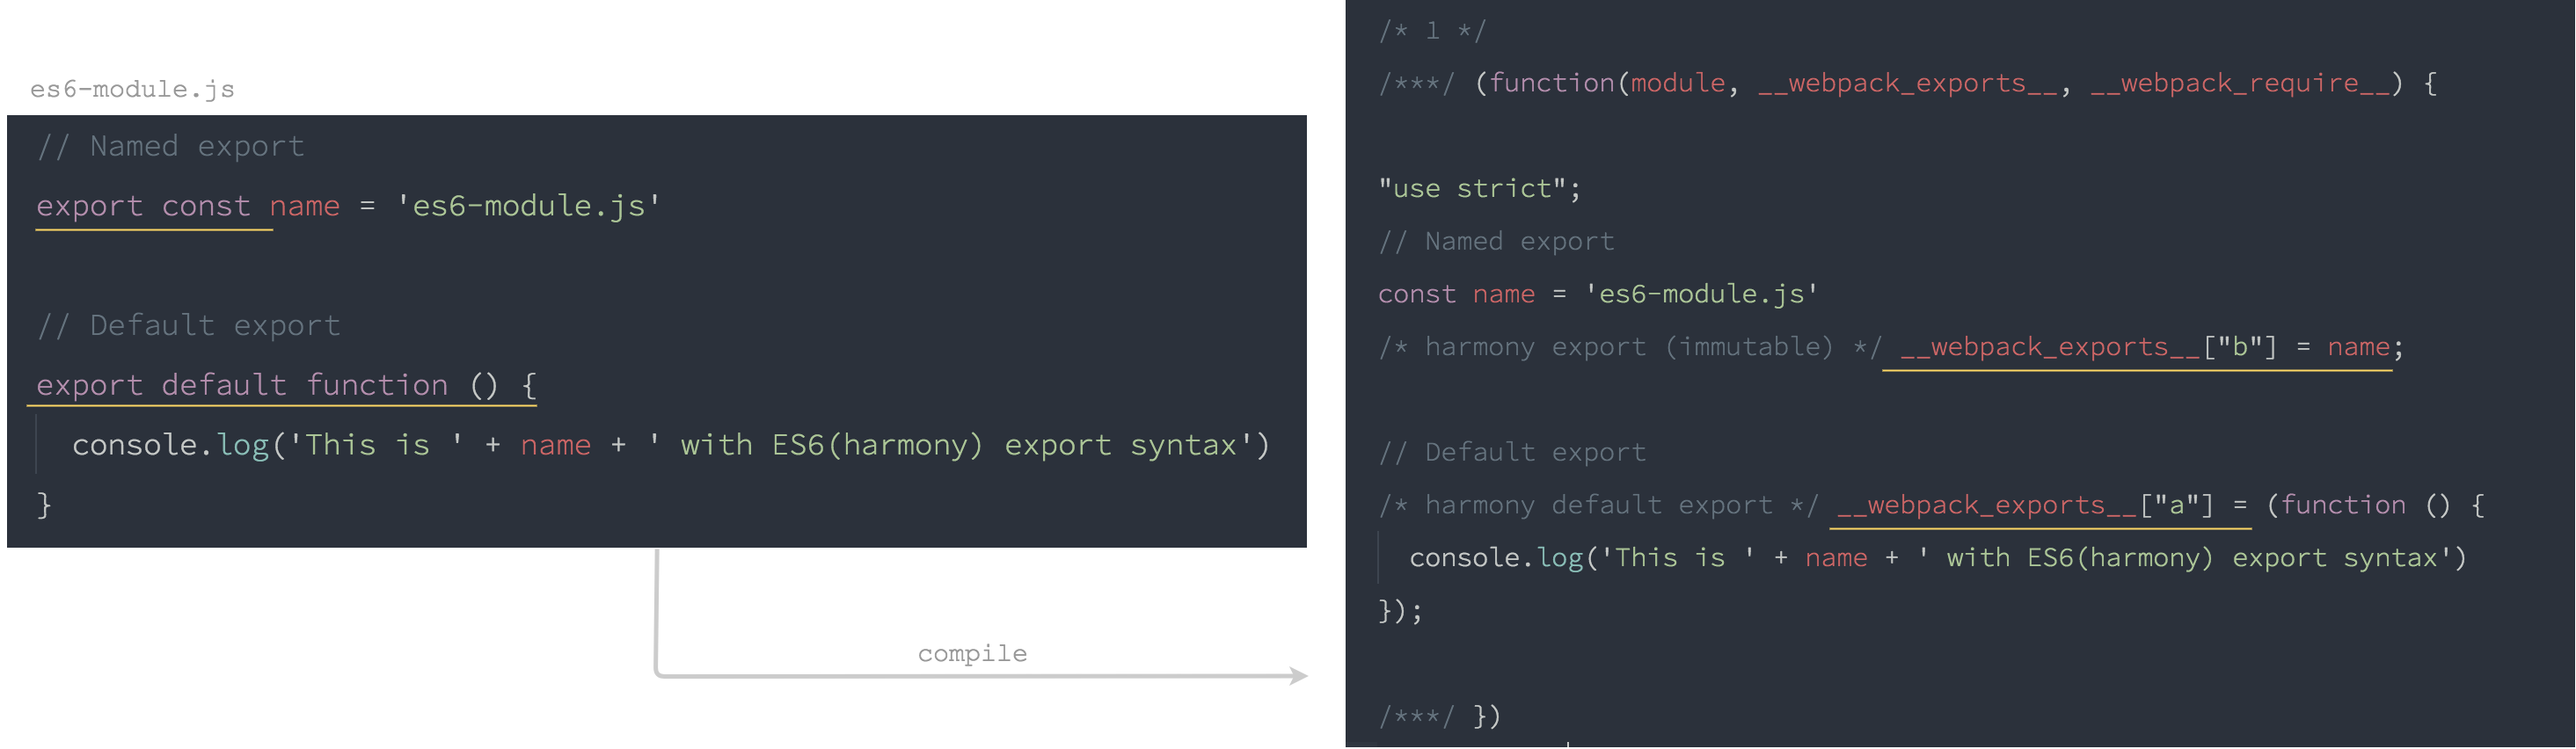 es6-module.js
// Named export
export const name = 'es6-module.js'
// Default export
export default function () {
console.log('This is ' + name + ' with ES6(harmony) export syntax')
}
compile
/* 1 */
/***/ (function(module, __webpack_exports__, __webpack_require__) {
"use strict";
// Named export
const name = 'es6-module.js'
/* harmony export (immutable) */ __webpack_exports__["b"] = name;
// Default export
/* harmony default export */ __webpack_exports__["a"] = (function () {
console.log('This is ' + name + ' with ES6(harmony) export syntax')
});
/***/ })